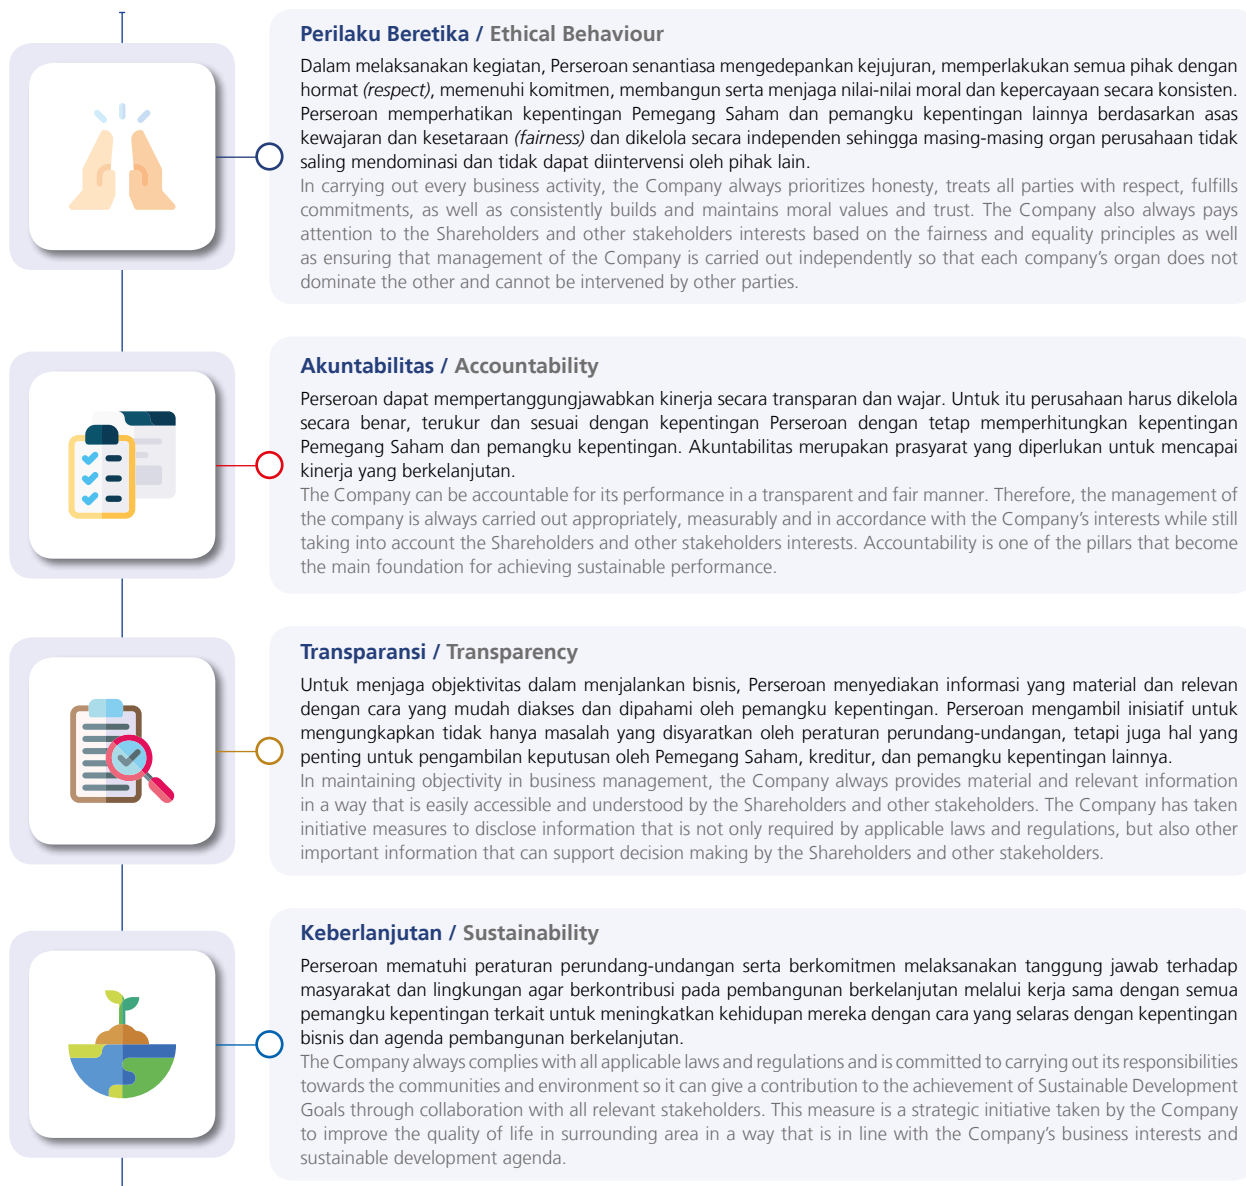 Perilaku Beretika / Ethical Behaviour
Dalam melaksanakan kegiatan, Perseroan senantiasa mengedepankan kejujuran, memperlakukan semua pihak dengan
hormat (respect), memenuhi komitmen, membangun serta menjaga nilai-nilai moral dan kepercayaan secara konsisten.
Perseroan memperhatikan kepentingan Pemegang Saham dan pemangku kepentingan lainnya berdasarkan asas
kewajaran dan kesetaraan (fairness) dan dikelola secara independen sehingga masing-masing organ perusahaan tidak
saling mendominasi dan tidak dapat diintervensi oleh pihak lain.
In carrying out every business activity, the Company always prioritizes honesty, treats all parties with respect, fulfills
commitments, as well as consistently builds and maintains moral values and trust. The Company also always pays
attention to the Shareholders and other stakeholders interests based on the fairness and equality principles as well
as ensuring that management of the Company is carried out independently so that each company's organ does not
dominate the other and cannot be intervened by other parties.
Akuntabilitas / Accountability
Perseroan dapat mempertanggungjawabkan kinerja secara transparan dan wajar. Untuk itu perusahaan harus dikelola
secara benar, terukur dan sesuai dengan kepentingan Perseroan dengan tetap memperhitungkan kepentingan
Pemegang Saham dan pemangku kepentingan. Akuntabilitas merupakan prasyarat yang diperlukan untuk mencapai
kinerja yang berkelanjutan.
The Company can be accountable for its performance in a transparent and fair manner. Therefore, the management of
the company is always carried out appropriately, measurably and in accordance with the Company's interests while still
taking into account the Shareholders and other stakeholders interests. Accountability is one of the pillars that become
the main foundation for achieving sustainable performance.
Transparansi / Transparency
Untuk menjaga objektivitas dalam menjalankan bisnis, Perseroan menyediakan informasi yang material dan relevan
dengan cara yang mudah diakses dan dipahami oleh pemangku kepentingan. Perseroan mengambil inisiatif untuk
mengungkapkan tidak hanya masalah yang disyaratkan oleh peraturan perundang-undangan, tetapi juga hal yang
penting untuk pengambilan keputusan oleh Pemegang Saham, kreditur, dan pemangku kepentingan lainnya.
In maintaining objectivity in business management, the Company always provides material and relevant information
in a way that is easily accessible and understood by the Shareholders and other stakeholders. The Company has taken
initiative measures to disclose information that is not only required by applicable laws and regulations, but also other
important information that can support decision making by the Shareholders and other stakeholders.
Keberlanjutan / Sustainability
Perseroan mematuhi peraturan perundang-undangan serta berkomitmen melaksanakan tanggung jawab terhadap
masyarakat dan lingkungan agar berkontribusi pada pembangunan berkelanjutan melalui kerja sama dengan semua
pemangku kepentingan terkait untuk meningkatkan kehidupan mereka dengan cara yang selaras dengan kepentingan
bisnis dan agenda pembangunan berkelanjutan.
The Company always complies with all applicable laws and regulations and is committed to carrying out its responsibilities
towards the communities and environment so it can give a contribution to the achievement of Sustainable Development
Goals through collaboration with all relevant stakeholders. This measure is a strategic initiative taken by the Company
to improve the quality of life in surrounding area in a way that is in line with the Company's business interests and
sustainable development agenda.